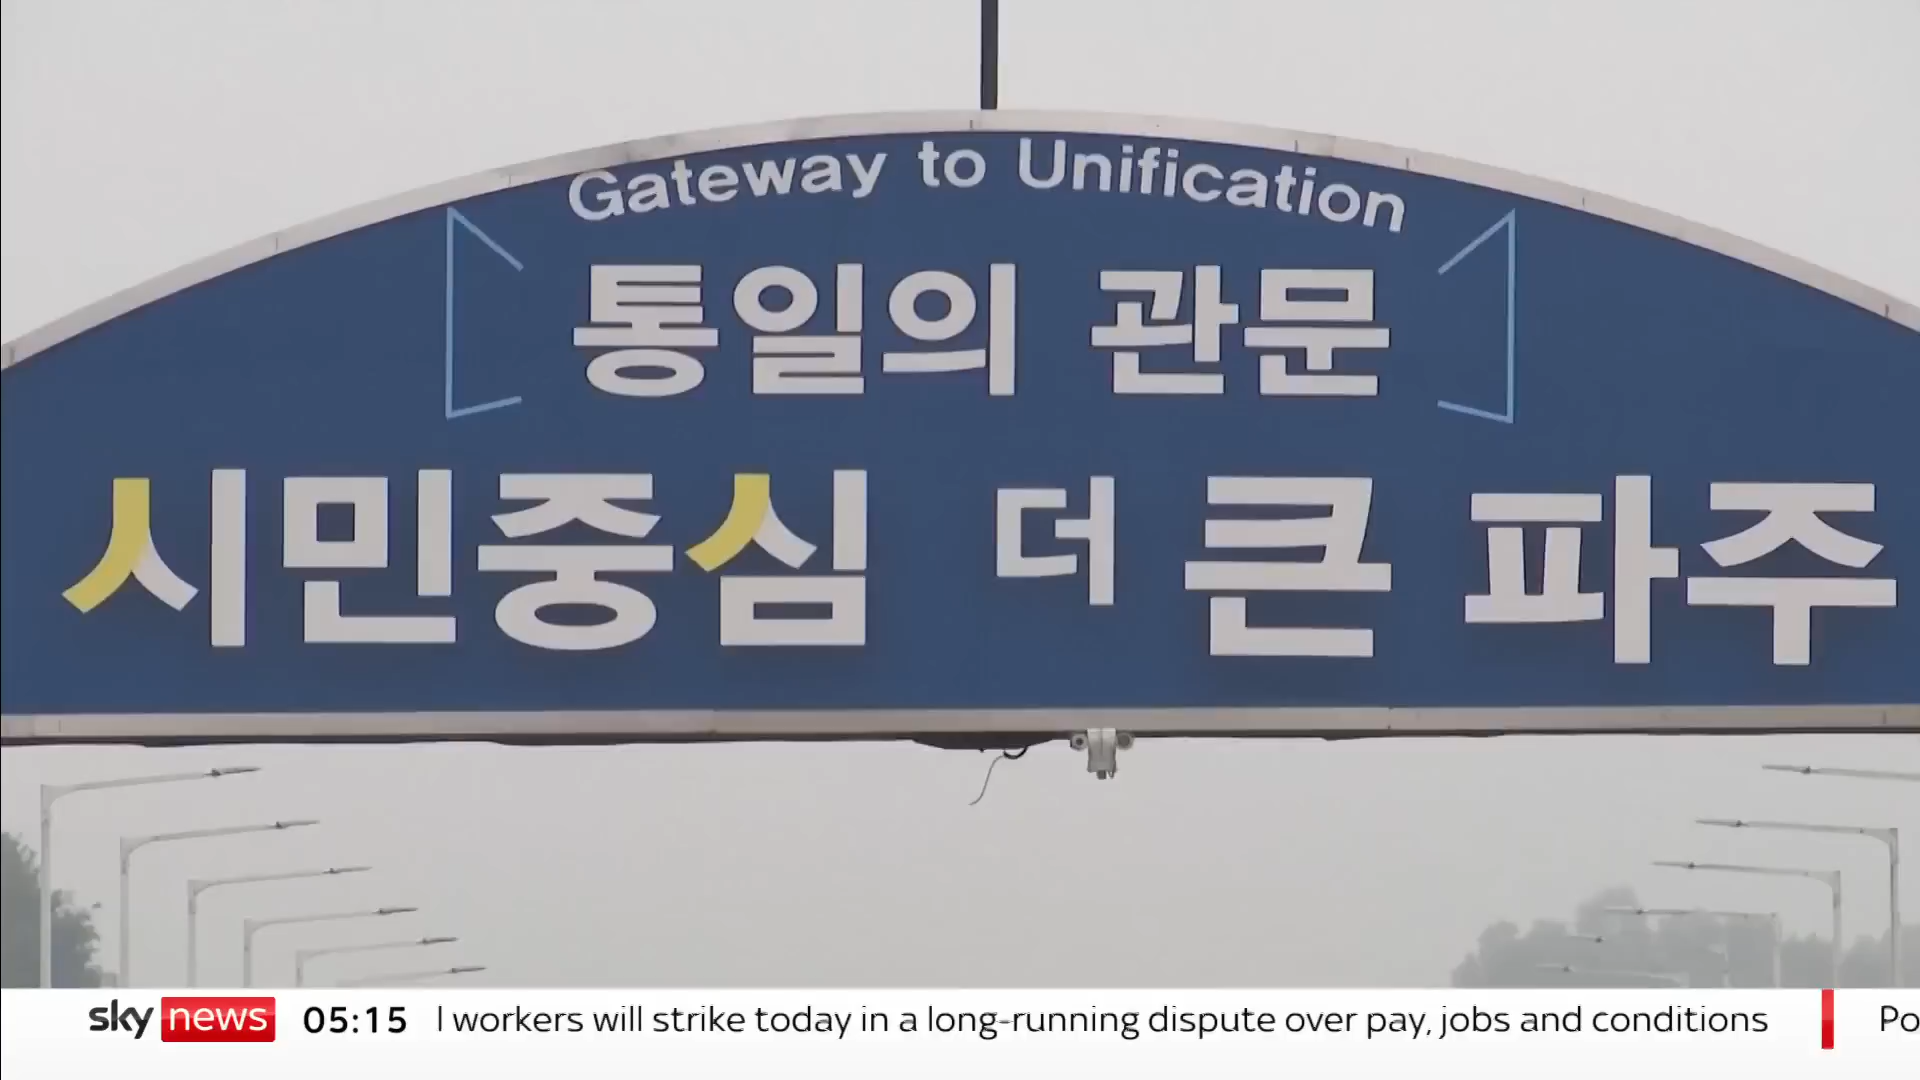 Gateway to Unification
통일의 관문
시민중심 더 큰 파주
sky news 05:15 l workers will strike today in a long-running dispute over pay, jobs and conditions Po